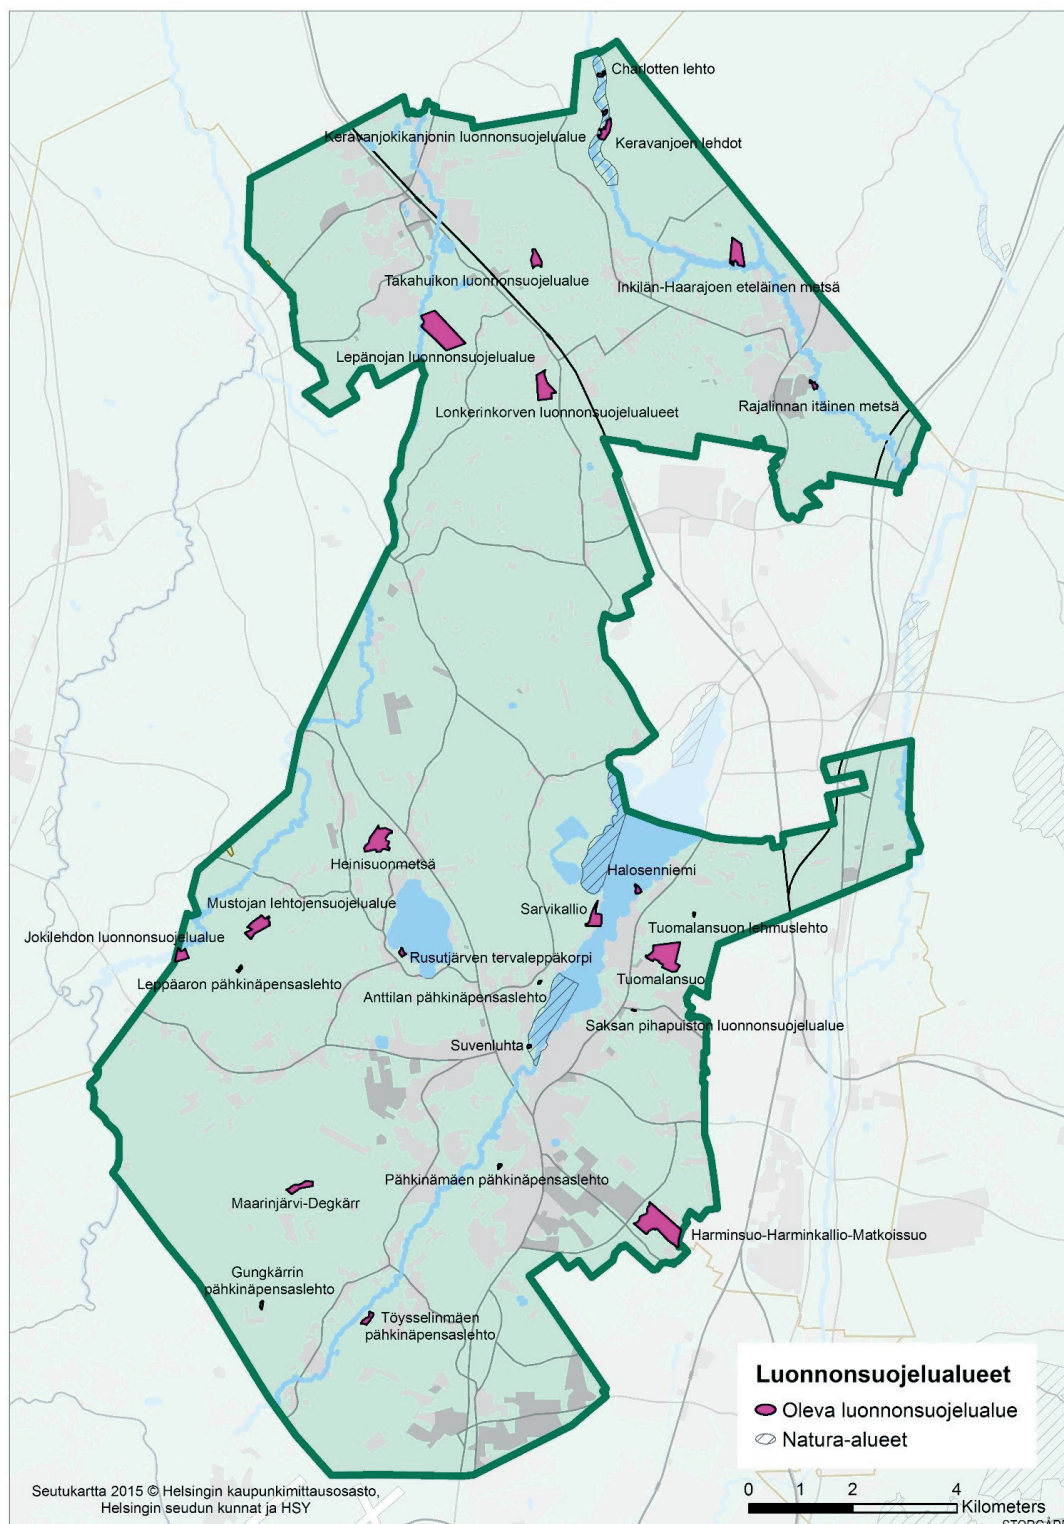 Charlotten lehto
Keravanjokikanjonin luonnonsuojelualue
Keravanjoen lehdot
Takahuikon luonnonsuojelualue
Inkilän-Haarajoen eteläinen metsä
Lepänojan luonnonsuojelualue
Lonkerinkorven luonnonsuojelualueet
Rajalinnan itäinen metsä
Heinisuonmetsä
Halosenniemi
Mustojan lehtojensuojelualue
Sarvikallio
Tuomalansuon lehmuslehto
Jokilehdon luonnonsuojelualue
Rusutjärven tervaleppäkorpi
Leppäaron pähkinäpensaslehto
Tuomalansuo
Anttilan pähkinäpensaslehto
Saksan pihapuiston luonnonsuojelualue
Suvenluhta
Pähkinämäen pähkinäpensaslehto
Maarinjärvi-Degkärr
Harminsuo-Harminkallio-Matkoissuo
Gungkärrin
pähkinäpensaslehto
Töysselinmäen
pähkinäpensaslehto
Luonnonsuojelualueet
Oleva luonnonsuojelualue
Natura-alueet
Seutukartta 2015 © Helsingin kaupunkimittausosasto,
Helsingin seudun kunnat ja HSY
0 1 2 4
Kilometers